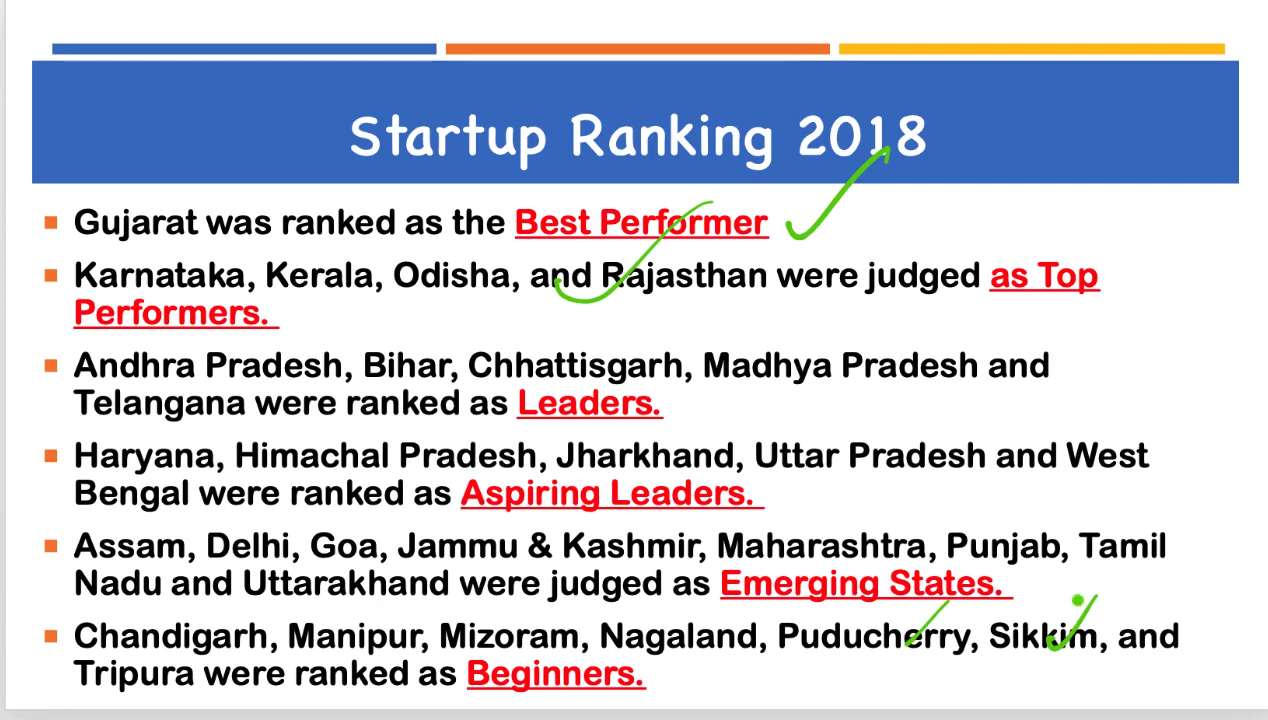 Startup Ranking 2018
Gujarat was ranked as the Best Performer
Karnataka, Kerala, Odisha, and Rajasthan were judged as Top
Performers.
Andhra Pradesh, Bihar, Chhattisgarh, Madhya Pradesh and
Telangana were ranked as Leaders.
Haryana, Himachal Pradesh, Jharkhand, Uttar Pradesh and West
Bengal were ranked as Aspiring Leaders.
Assam, Delhi, Goa, Jammu & Kashmir, Maharashtra, Punjab, Tamil
Nadu and Uttarakhand were judged as Emerging States.
Chandigarh, Manipur, Mizoram, Nagaland, Puducherry, Sikkim, and
Tripura were ranked as Beginners.